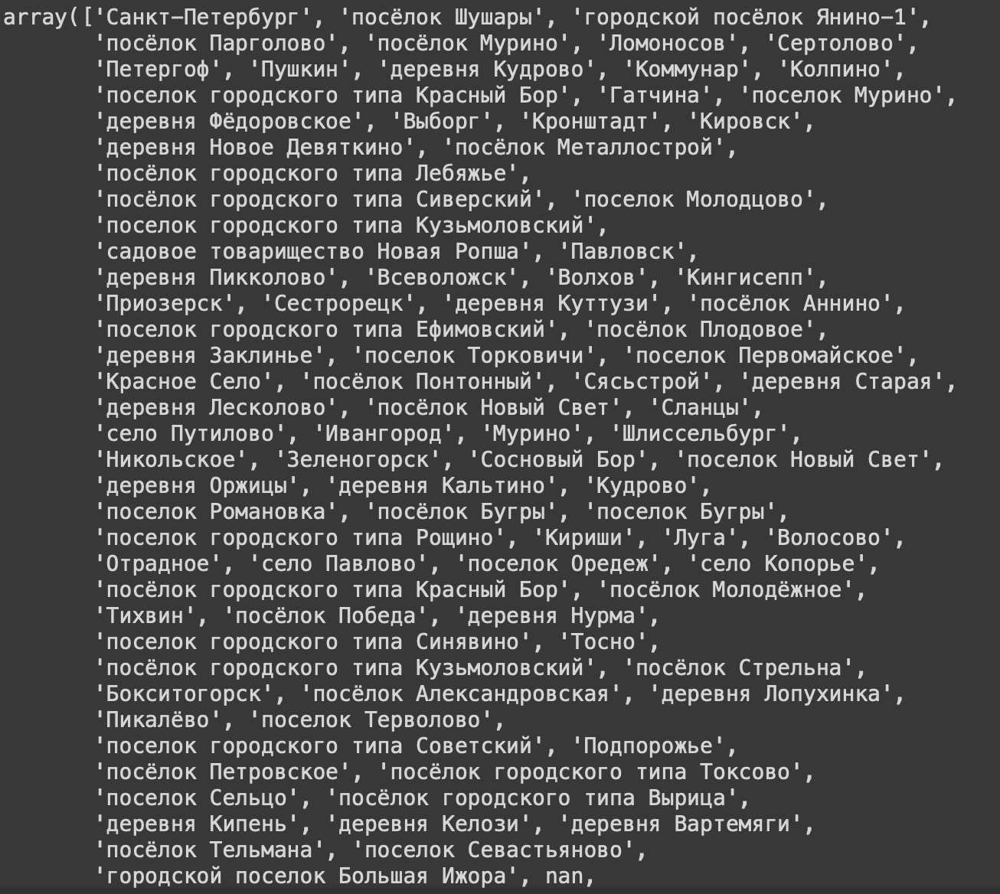 array(['Санкт-Петербург', 'посёлок Шушары', 'городской посёлок Янино-1',
'посёлок Парголово', 'посёлок Мурино', 'Ломоносов', 'Сертолово',
'Петергоф', 'Пушкин', 'деревня Кудрово', 'Коммунар', 'Колпино',
'поселок городского типа Красный Бор', 'Гатчина', 'поселок Мурино',
'деревня Фёдоровское', 'Выборг', 'Кронштадт', 'Кировск',
'деревня Новое Девяткино', 'посёлок Металлострой',
'посёлок городского типа Лебяжье',
'посёлок городского типа Сиверский', 'поселок Молодцово',
'поселок городского типа Кузьмоловский',
'садовое товарищество Новая Ропша', 'Павловск',
'деревня Пикколово', 'Всеволожск', 'Волхов', 'Кингисепп',
'Приозерск', 'Сестрорецк', 'деревня Куттузи', 'посёлок Аннино',
'поселок городского типа Ефимовский', 'посёлок Плодовое',
'деревня Заклинье', 'поселок Торковичи', 'поселок Первомайское',
'Красное Село', 'посёлок Понтонный', 'Сясьстрой', 'деревня Старая',
'деревня Лесколово', 'посёлок Новый Свет', 'Сланцы',
'село Путилово', 'Ивангород', 'Мурино', 'Шлиссельбург',
'Никольское', 'Зеленогорск', 'Сосновый Бор', 'поселок Новый Свет',
'деревня Оржицы', 'деревня Кальтино', 'Кудрово',
'поселок Романовка', 'посёлок Бугры', 'поселок Бугры',
'поселок городского типа Рощино', 'Кириши', 'Луга', 'Волосово',
'Отрадное', 'село Павлово', 'поселок Оредеж', 'село Копорье',
'посёлок городского типа Красный Бор', 'посёлок Молодёжное',
'Тихвин', 'посёлок Победа', 'деревня Нурма',
'поселок городского типа Синявино', 'Тосно',
'посёлок городского типа Кузьмоловский', 'посёлок Стрельна',
'Бокситогорск', 'посёлок Александровская', 'деревня Лопухинка',
'Пикалёво', 'поселок Терволово',
'поселок городского типа Советский', 'Подпорожье',
'посёлок Петровское', 'посёлок городского типа Токсово',
'поселок Сельцо', 'посёлок городского типа Вырица',
'деревня Кипень', 'деревня Келози', 'деревня Вартемяги',
'посёлок Тельмана', 'поселок Севастьяново',
'городской поселок Большая Ижора', nan,